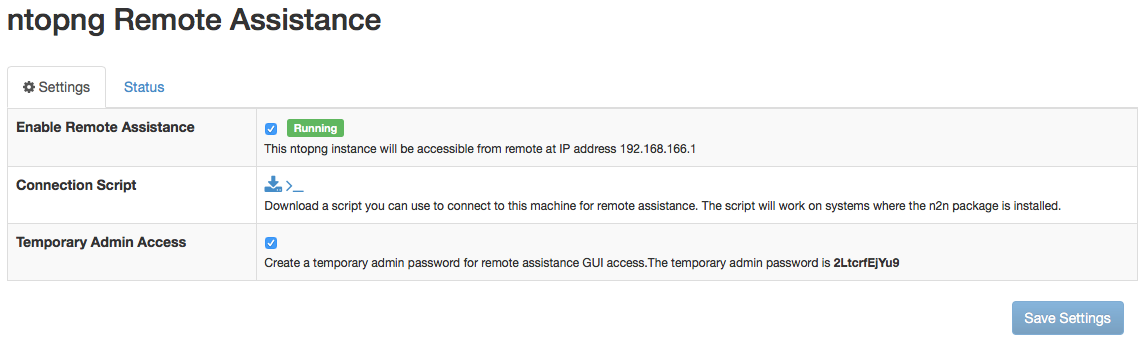 ntopng Remote Assistance
Settings Status
Enable Remote Assistance Running
This ntopng instance will be accessible from remote at IP address 192.168.166.1
Connection Script >_
Download a script you can use to connect to this machine for remote assistance. The script will work on systems where the n2n package is installed.
Temporary Admin Access
Create a temporary admin password for remote assistance GUI access.The temporary admin password is 2LtcrfEjYu9
Save Settings